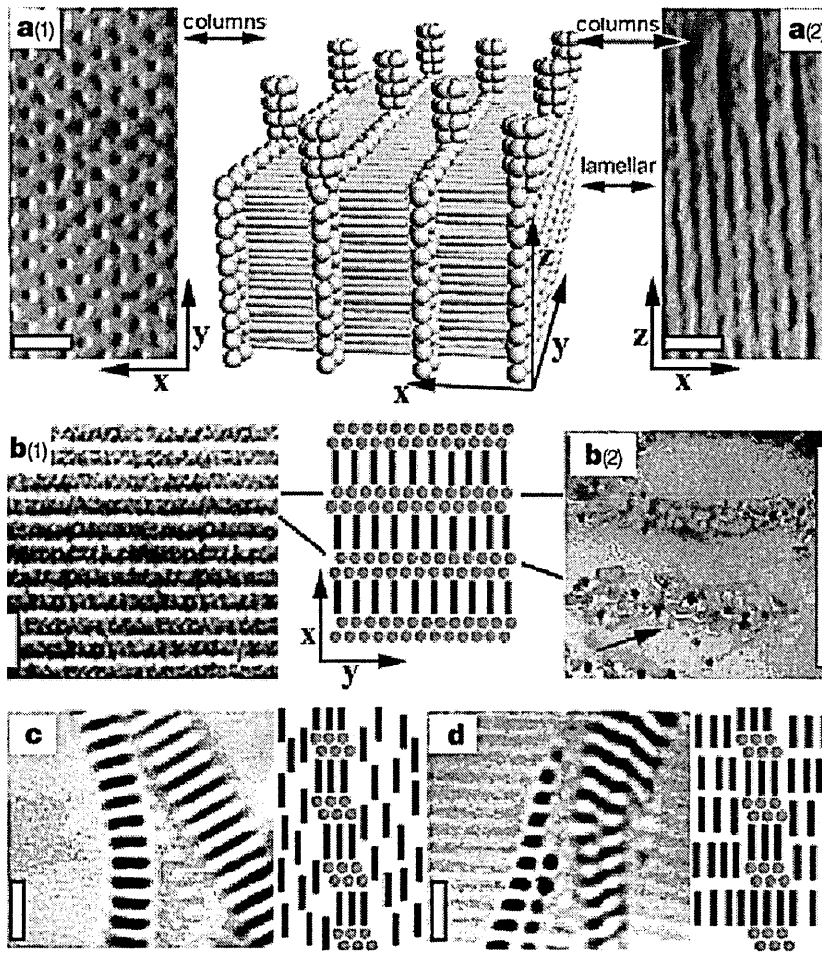 a(1)
columns
columns
a(2)
lamellar
y
x
z
y
x
z
x
b(1)
x
y
b(2)
c
d